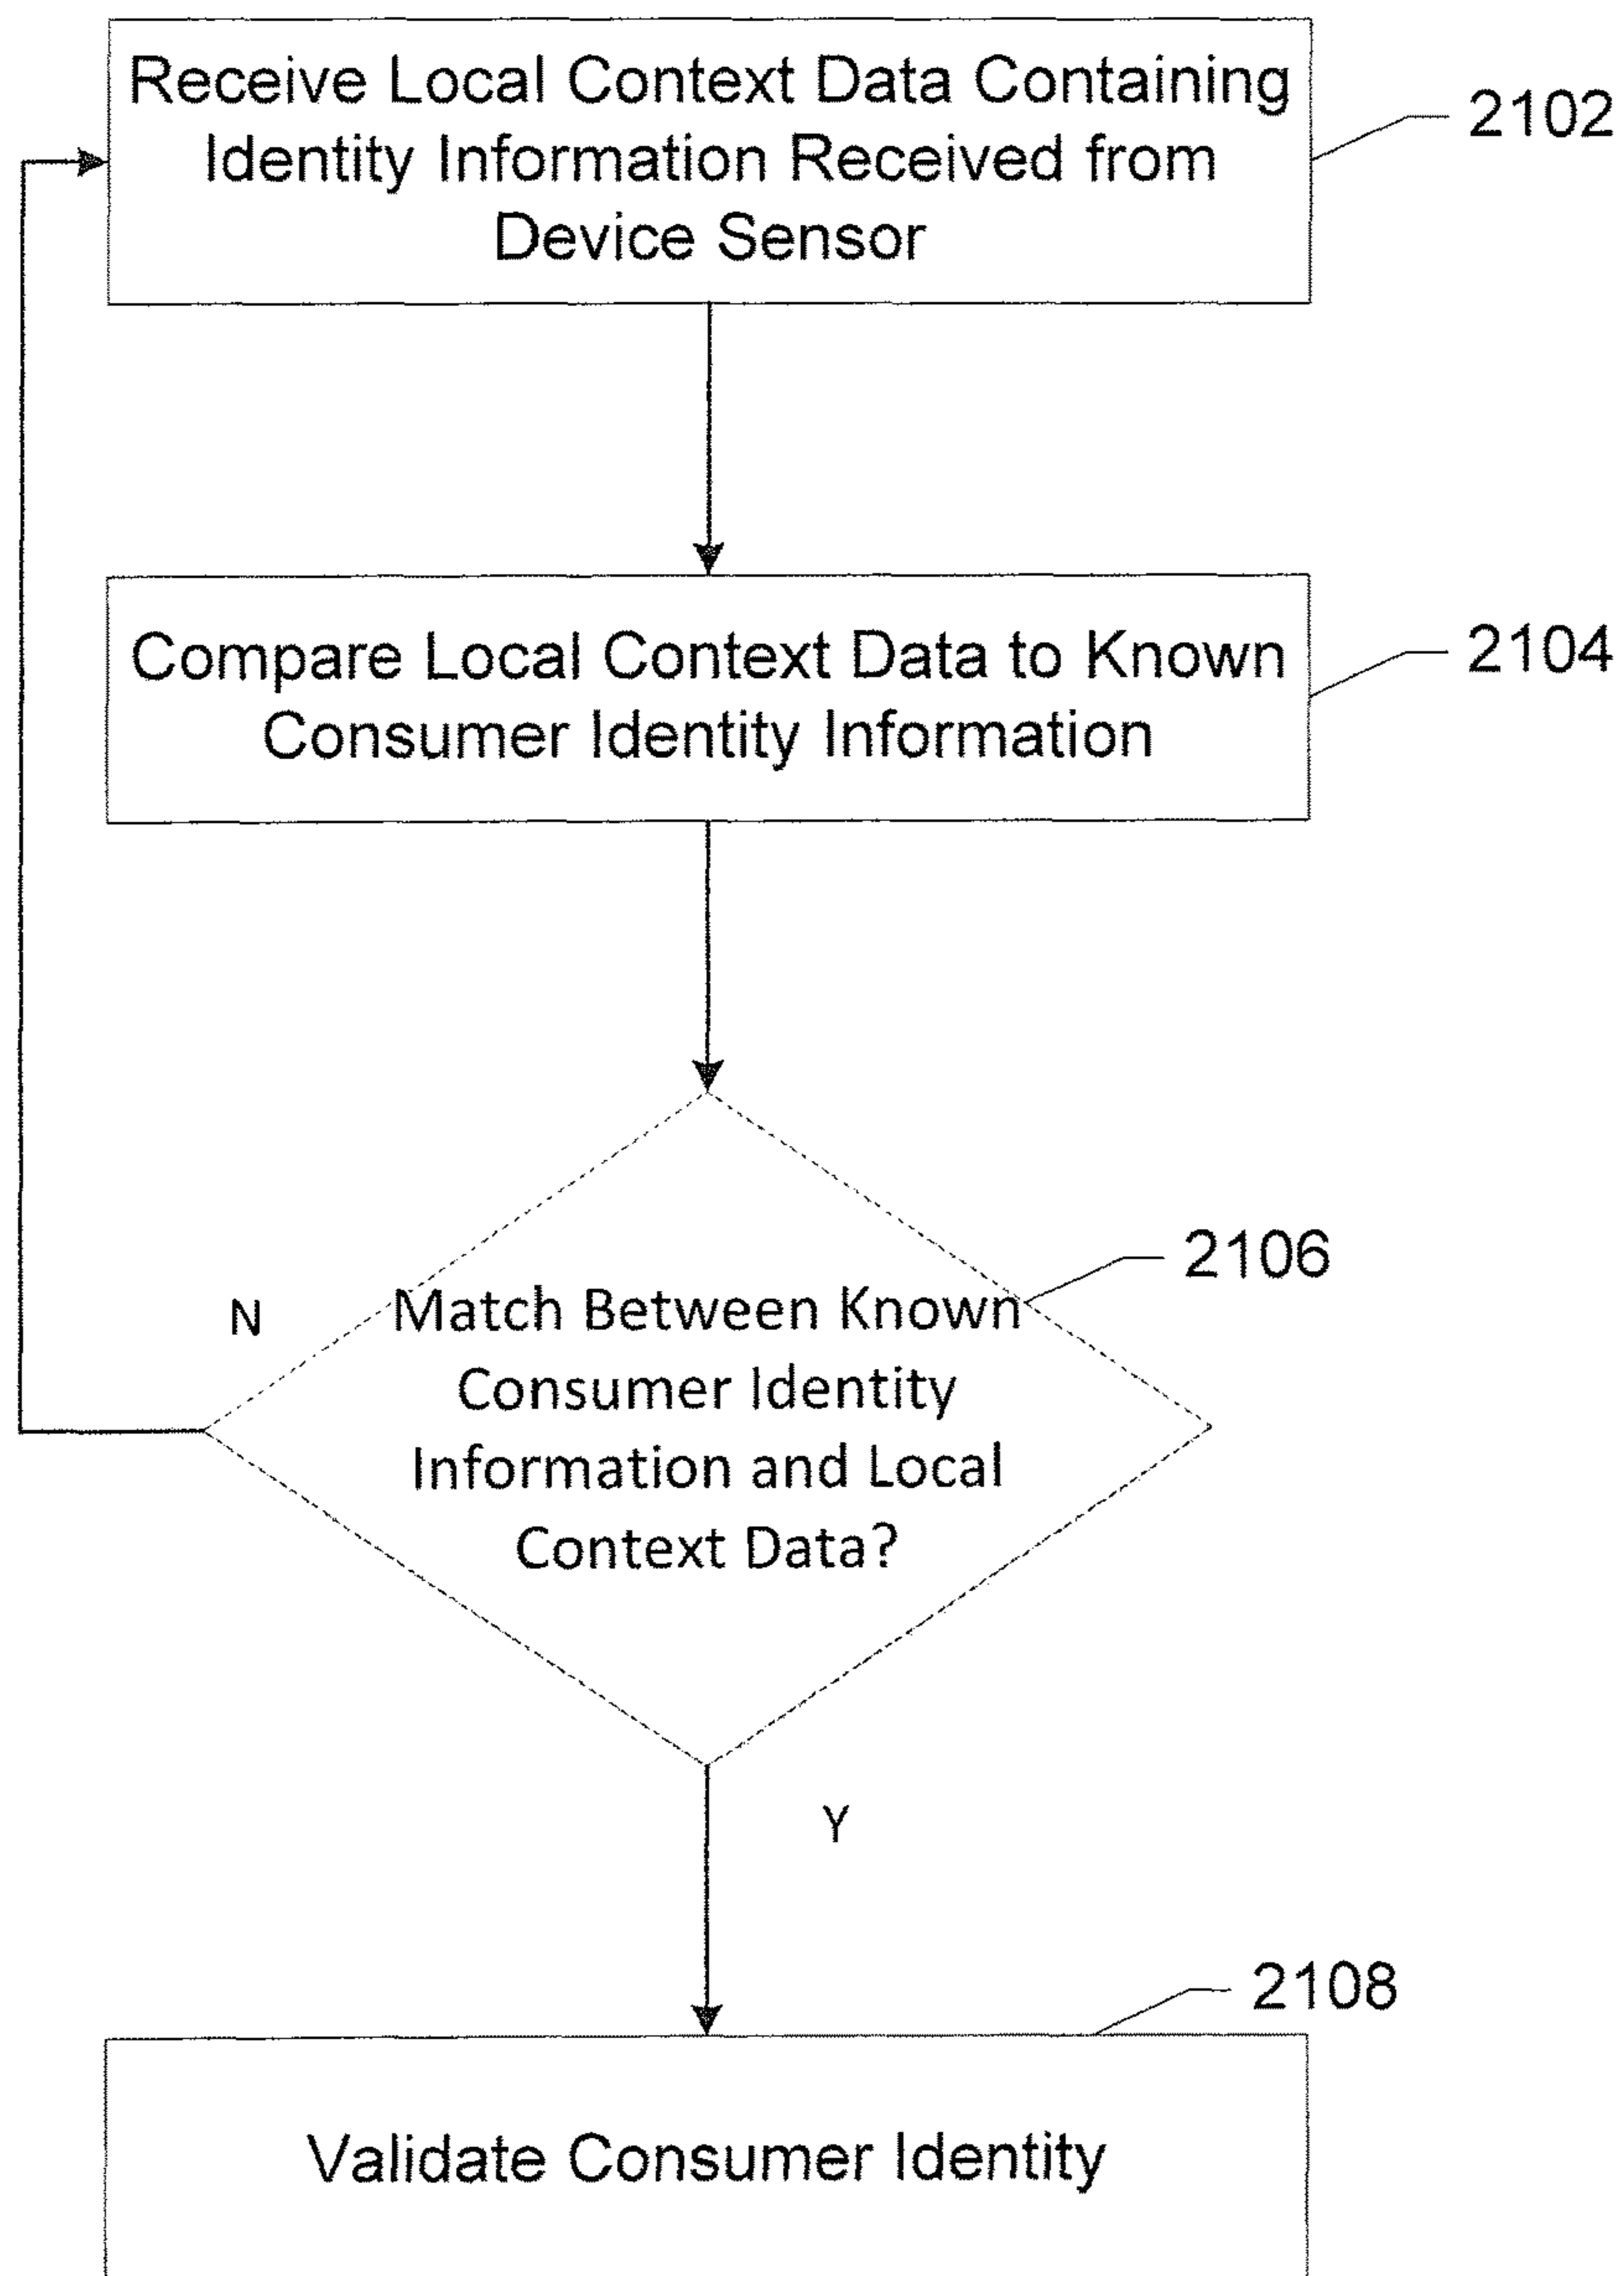 Receive Local Context Data Containing
Identity Information Received from
Device Sensor
2102
Compare Local Context Data to Known
Consumer Identity Information
2104
2106
Match Between Known
Consumer Identity
Information and Local
Context Data?
N
Y
2108
Validate Consumer Identity